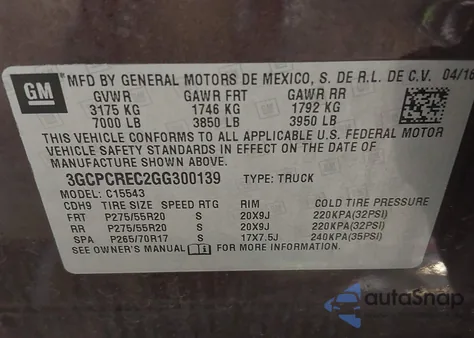 GM
MFD BY GENERAL MOTORS DE MEXICO, S. DE R.L. DE C.V. 04/16
GVWR GAWR FRT GAWR RR
3175 KG 1746 KG 1792 KG
7000 LB 3850 LB 3950 LB
THIS VEHICLE CONFORMS TO ALL APPLICABLE U.S. FEDERAL MOTOR
VEHICLE SAFETY STANDARDS IN EFFECT ON THE DATE OF
MANUFACTURE SHOWN ABOVE.
3GCPCREC2GG300139 TYPE: TRUCK
MODEL: C15543
CDH9 TIRE SIZE SPEED RTG RIM COLD TIRE PRESSURE
FRT P275/55R20 S 20X9J 220KPA(32PSI)
RR P275/55R20 S 20X9J 220KPA(32PSI)
SPA P265/70R17 S 17X7.5J 240KPA(35PSI)
SEE OWNER'S MANUAL FOR MORE INFORMATION
autoSnap